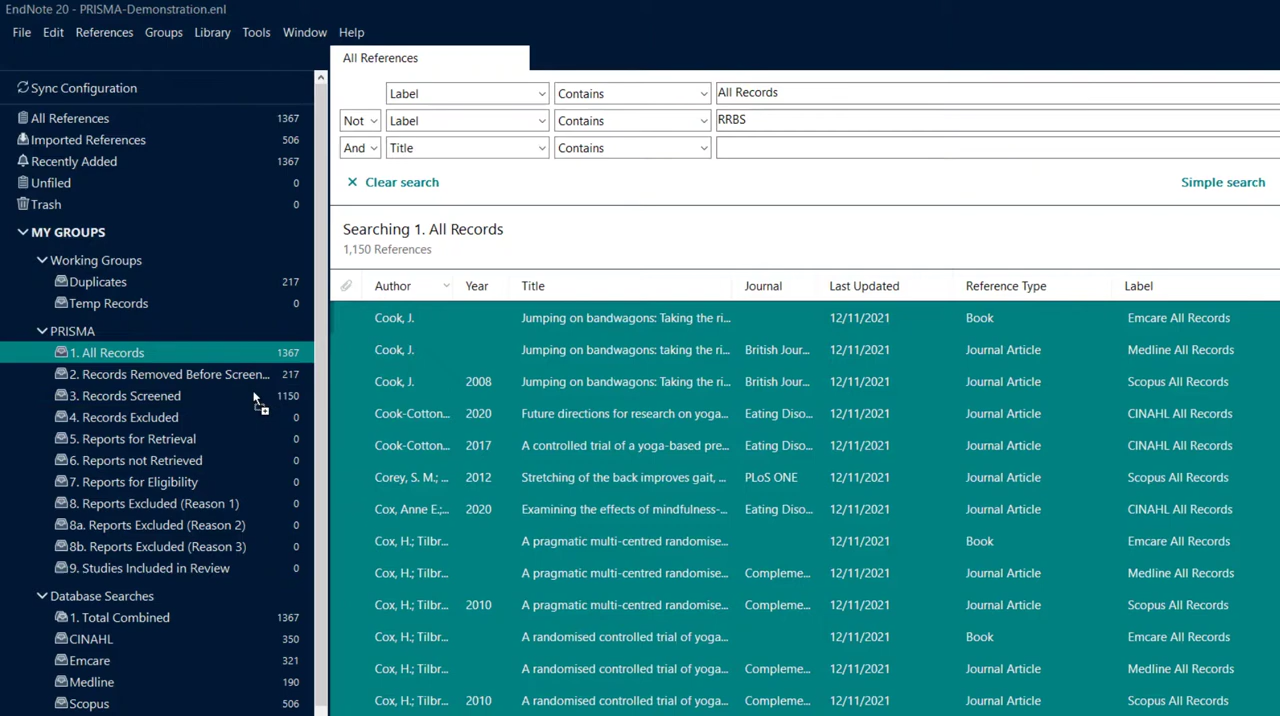 EndNote 20 - PRISMA-Demonstration.enl
File Edit References Groups Library Tools Window Help
Sync Configuration
All References 1367
Imported References 506
Recently Added 1367
Unfiled 0
Trash 0
MY GROUPS
Working Groups
Duplicates 217
Temp Records 0
PRISMA
1. All Records 1367
2. Records Removed Before Screen... 217
3. Records Screened 1150
4. Records Excluded 0
5. Reports for Retrieval 0
6. Reports not Retrieved 0
7. Reports for Eligibility 0
8. Reports Excluded (Reason 1) 0
8a. Reports Excluded (Reason 2) 0
8b. Reports Excluded (Reason 3) 0
9. Studies Included in Review 0
Database Searches
1. Total Combined 1367
CINAHL 350
Emcare 321
Medline 190
Scopus 506
All References
Label Contains All Records
Not Label Contains RRBS
And Title Contains
Clear search Simple search
Searching 1. All Records
1,150 References
Author Year Title Journal Last Updated Reference Type Label
Cook, J. Jumping on bandwagons: Taking the ri... 12/11/2021 Book Emcare All Records
Cook, J. Jumping on bandwagons: taking the ri... British Jour... 12/11/2021 Journal Article Medline All Records
Cook, J. 2008 Jumping on bandwagons: Taking the ri... British Jour... 12/11/2021 Journal Article Scopus All Records
Cook-Cotton... 2020 Future directions for research on yoga... Eating Diso... 12/11/2021 Journal Article CINAHL All Records
Cook-Cotton... 2017 A controlled trial of a yoga-based pre... Eating Diso... 12/11/2021 Journal Article CINAHL All Records
Corey, S. M.; ... 2012 Stretching of the back improves gait, ... PLoS ONE 12/11/2021 Journal Article Scopus All Records
Cox, Anne E.;... 2020 Examining the effects of mindfulness-... Eating Diso... 12/11/2021 Journal Article CINAHL All Records
Cox, H.; Tilbr... A pragmatic multi-centred randomise... 12/11/2021 Book Emcare All Records
Cox, H.; Tilbr... A pragmatic multi-centred randomise... Compleme... 12/11/2021 Journal Article Medline All Records
Cox, H.; Tilbr... 2010 A pragmatic multi-centred randomise... Compleme... 12/11/2021 Journal Article Scopus All Records
Cox, H.; Tilbr... A randomised controlled trial of yoga... 12/11/2021 Book Emcare All Records
Cox, H.; Tilbr... A randomised controlled trial of yoga... Compleme... 12/11/2021 Journal Article Medline All Records
Cox, H.; Tilbr... 2010 A randomised controlled trial of yoga... Compleme... 12/11/2021 Journal Article Scopus All Records